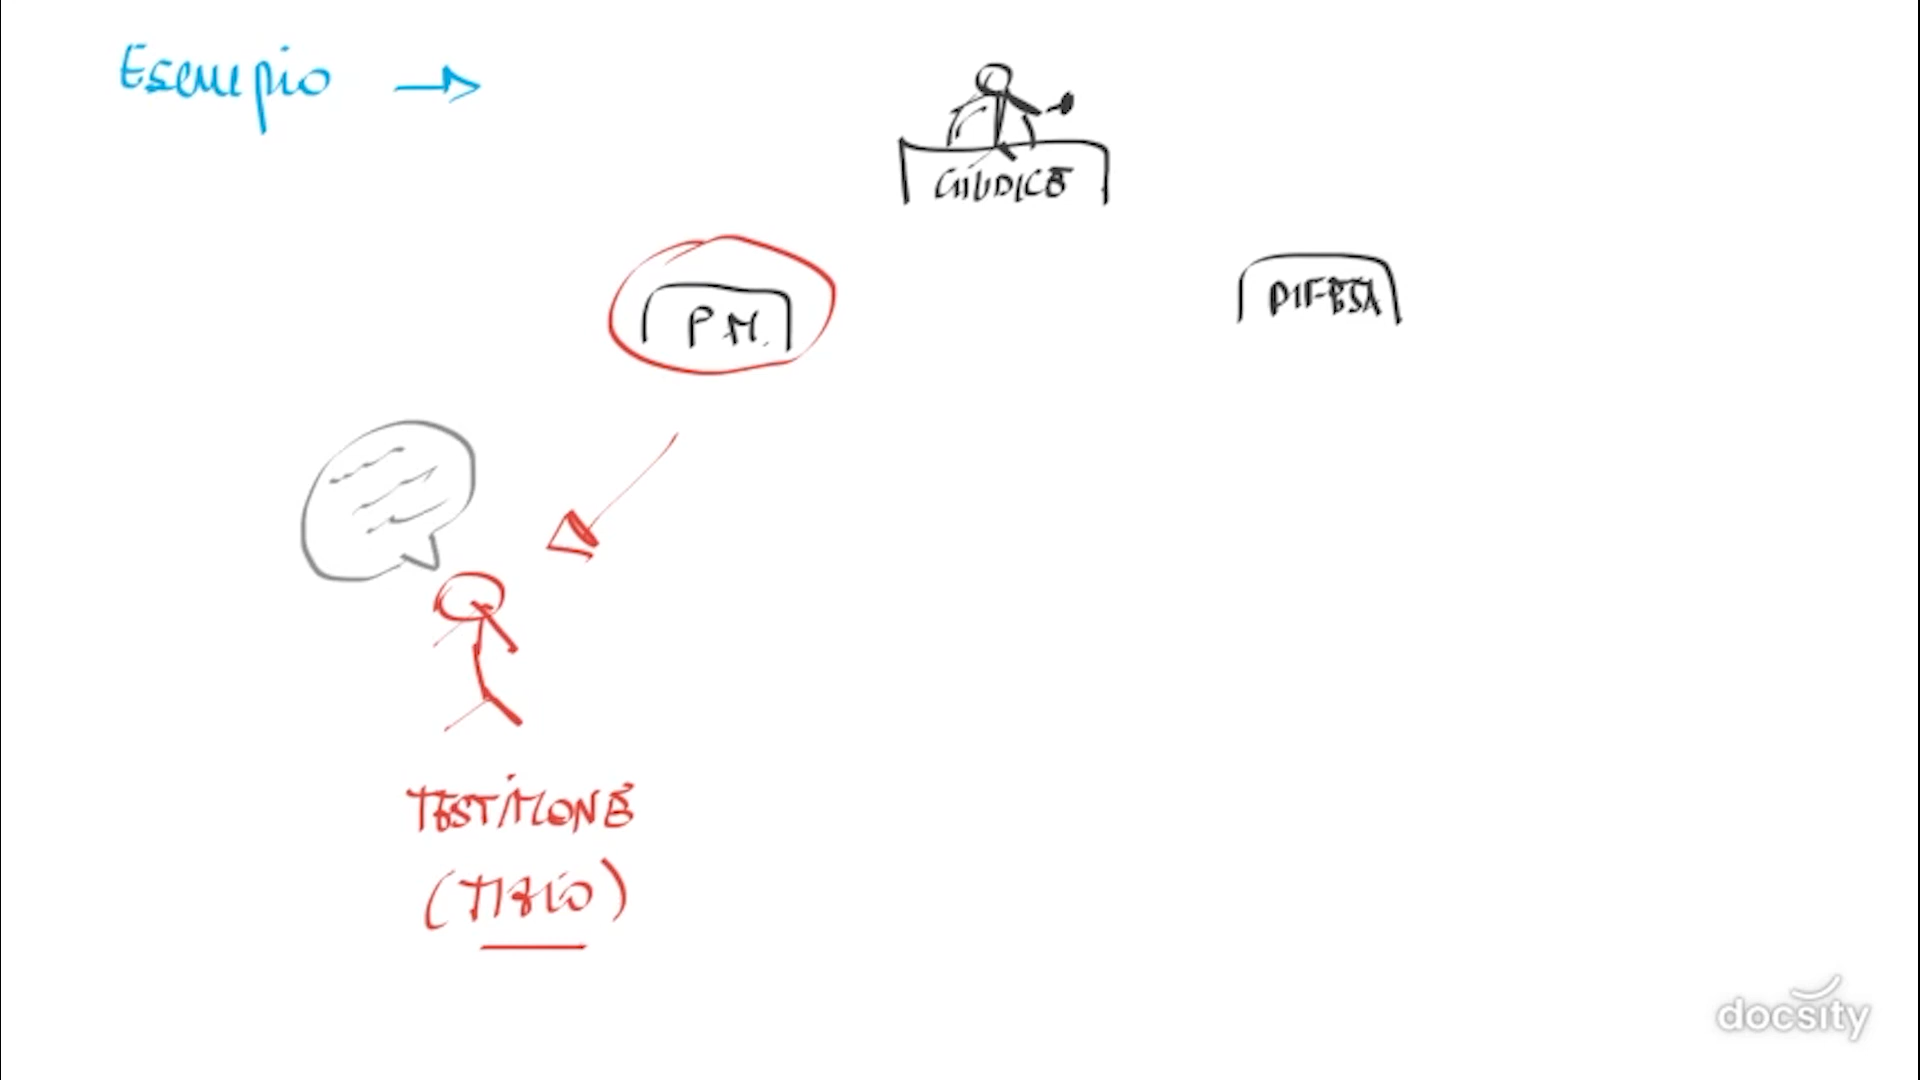 Esempio →
GIUDICE
P.M.
DIFESA
TESTIMONE
(TIZIO)
docsity